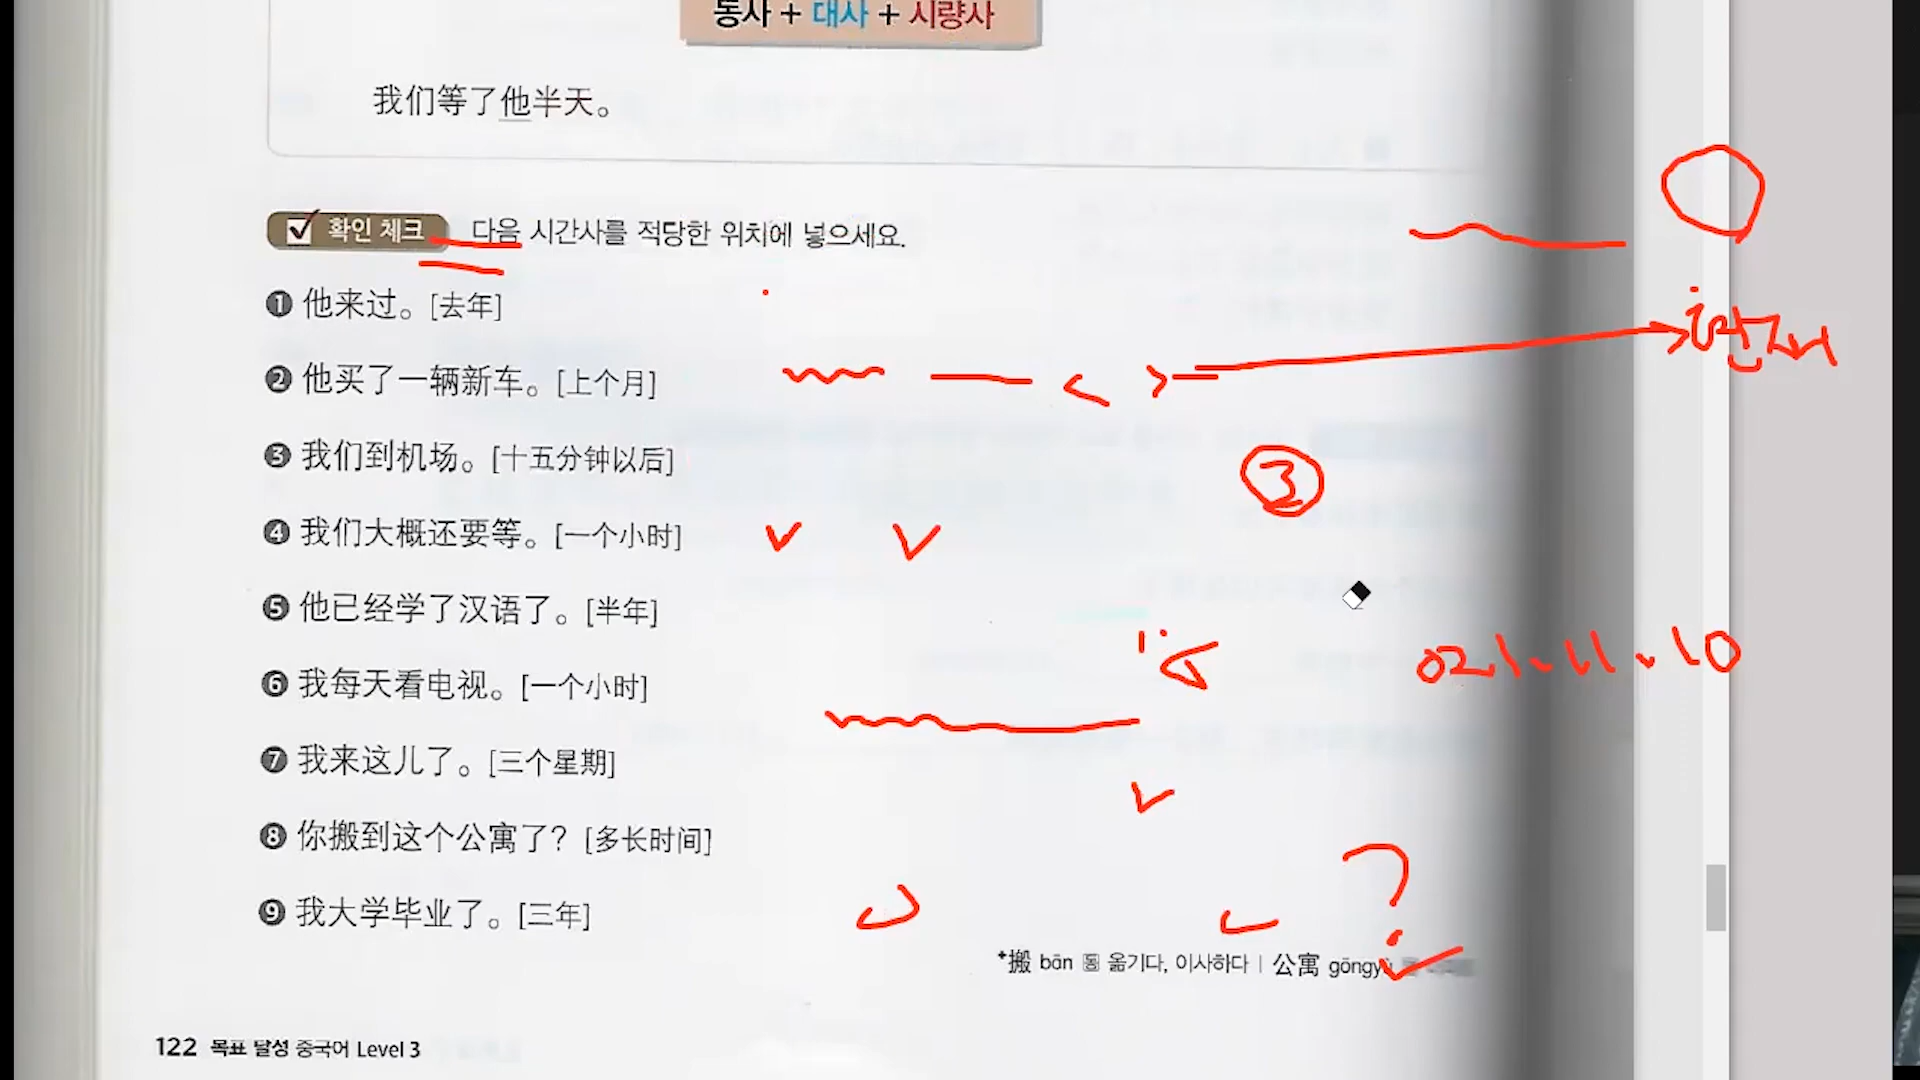 동사 + 대사 + 시량사
我们等了他半天。
확인 체크 다음 시간사를 적당한 위치에 넣으세요.
❶ 他来过。[去年]
❷ 他买了一辆新车。[上个月]
❸ 我们到机场。[十五分钟以后]
③
❹ 我们大概还要等。[一个小时]
❺ 他已经学了汉语了。[半年]
021.11.10
❻ 我每天看电视。[一个小时]
❼ 我来这儿了。[三个星期]
❽ 你搬到这个公寓了? [多长时间]
?
❾ 我大学毕业了。[三年]
*搬 bān 동 옮기다, 이사하다 | 公寓
122 목표 달성 중국어 Level 3